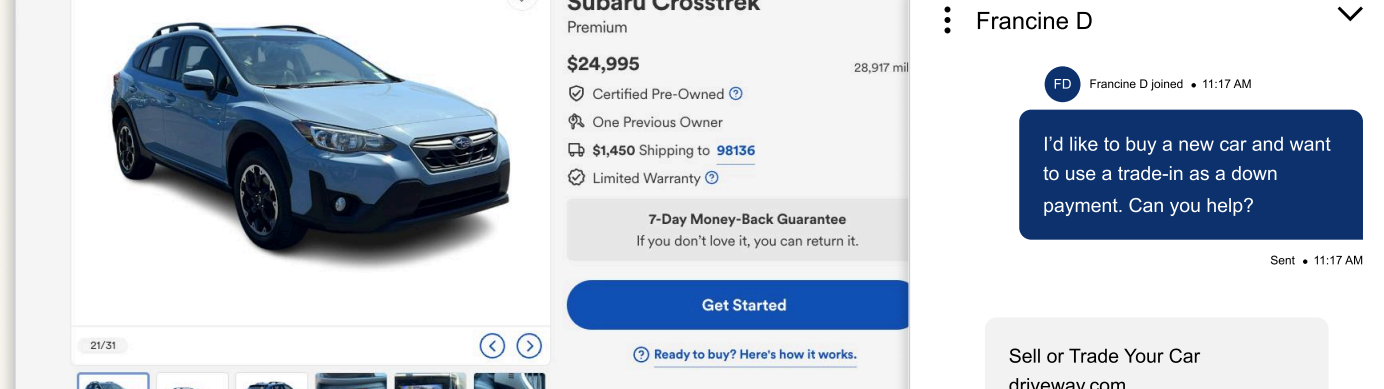 Subaru Crosstrek
Premium
$24,995
28,917 mil
Certified Pre-Owned
One Previous Owner
$1,450 Shipping to 98136
Limited Warranty
7-Day Money-Back Guarantee
If you don't love it, you can return it.
Get Started
Ready to buy? Here's how it works.
21/31
Francine D
FD Francine D joined • 11:17 AM
I'd like to buy a new car and want
to use a trade-in as a down
payment. Can you help?
Sent • 11:17 AM
Sell or Trade Your Car
driveway.com